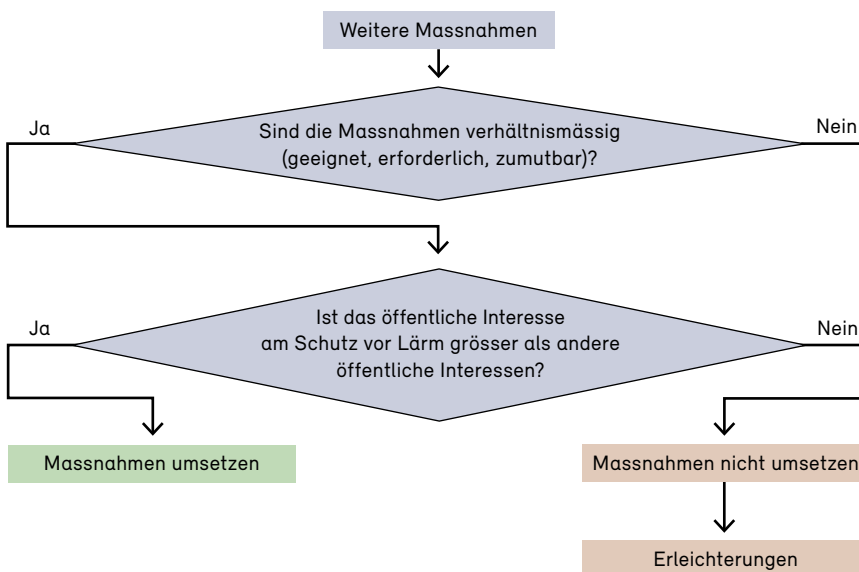 Weitere Massnahmen
Ja
Sind die Massnahmen verhältnismässig
(geeignet, erforderlich, zumutbar)?
Nein
Ja
Ist das öffentliche Interesse
am Schutz vor Lärm grösser als andere
öffentliche Interessen?
Nein
Massnahmen umsetzen
Massnahmen nicht umsetzen
Erleichterungen